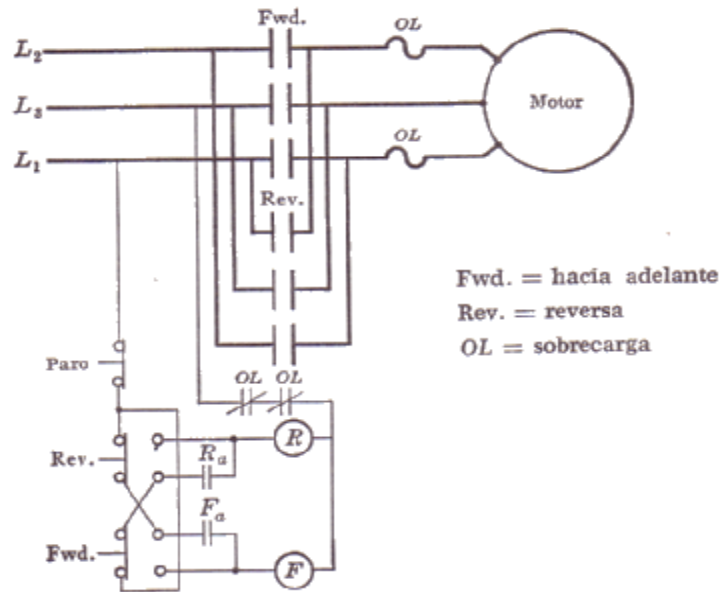 Fwd.
OL
L₂
L₃
Motor
OL
L₁
Rev.
Fwd. = hacia adelante
Rev. = reversa
OL = sobrecarga
Paro
OL OL
R
Rev.
Rₐ
Fₐ
Fwd.
F